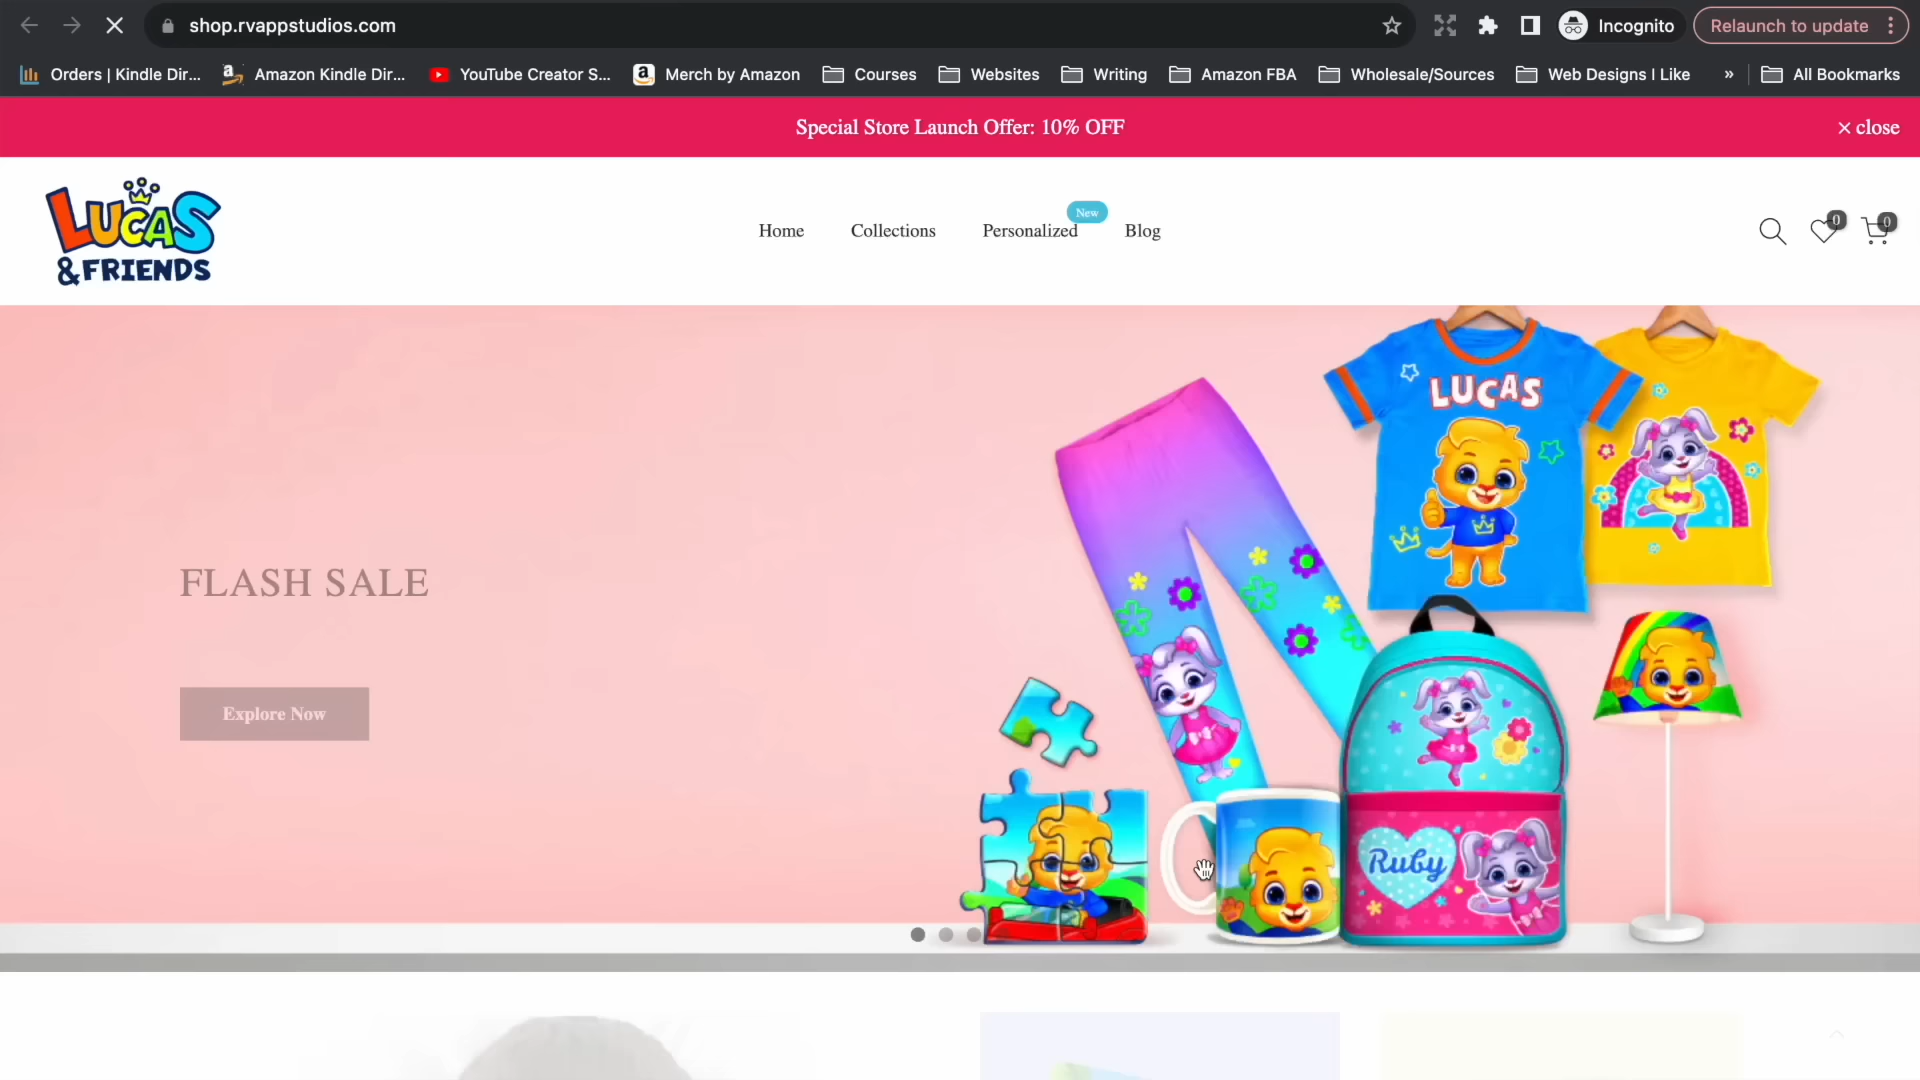 shop.rvappstudios.com
Incognito
Relaunch to update
Orders | Kindle Dir...
Amazon Kindle Dir...
YouTube Creator S...
Merch by Amazon
Courses
Websites
Writing
Amazon FBA
Wholesale/Sources
Web Designs I Like
»
All Bookmarks
Special Store Launch Offer: 10% OFF
× close
LUCAS
&FRIENDS
Home
Collections
Personalized
New
Blog
0
0
LUCAS
FLASH SALE
Explore Now
Ruby